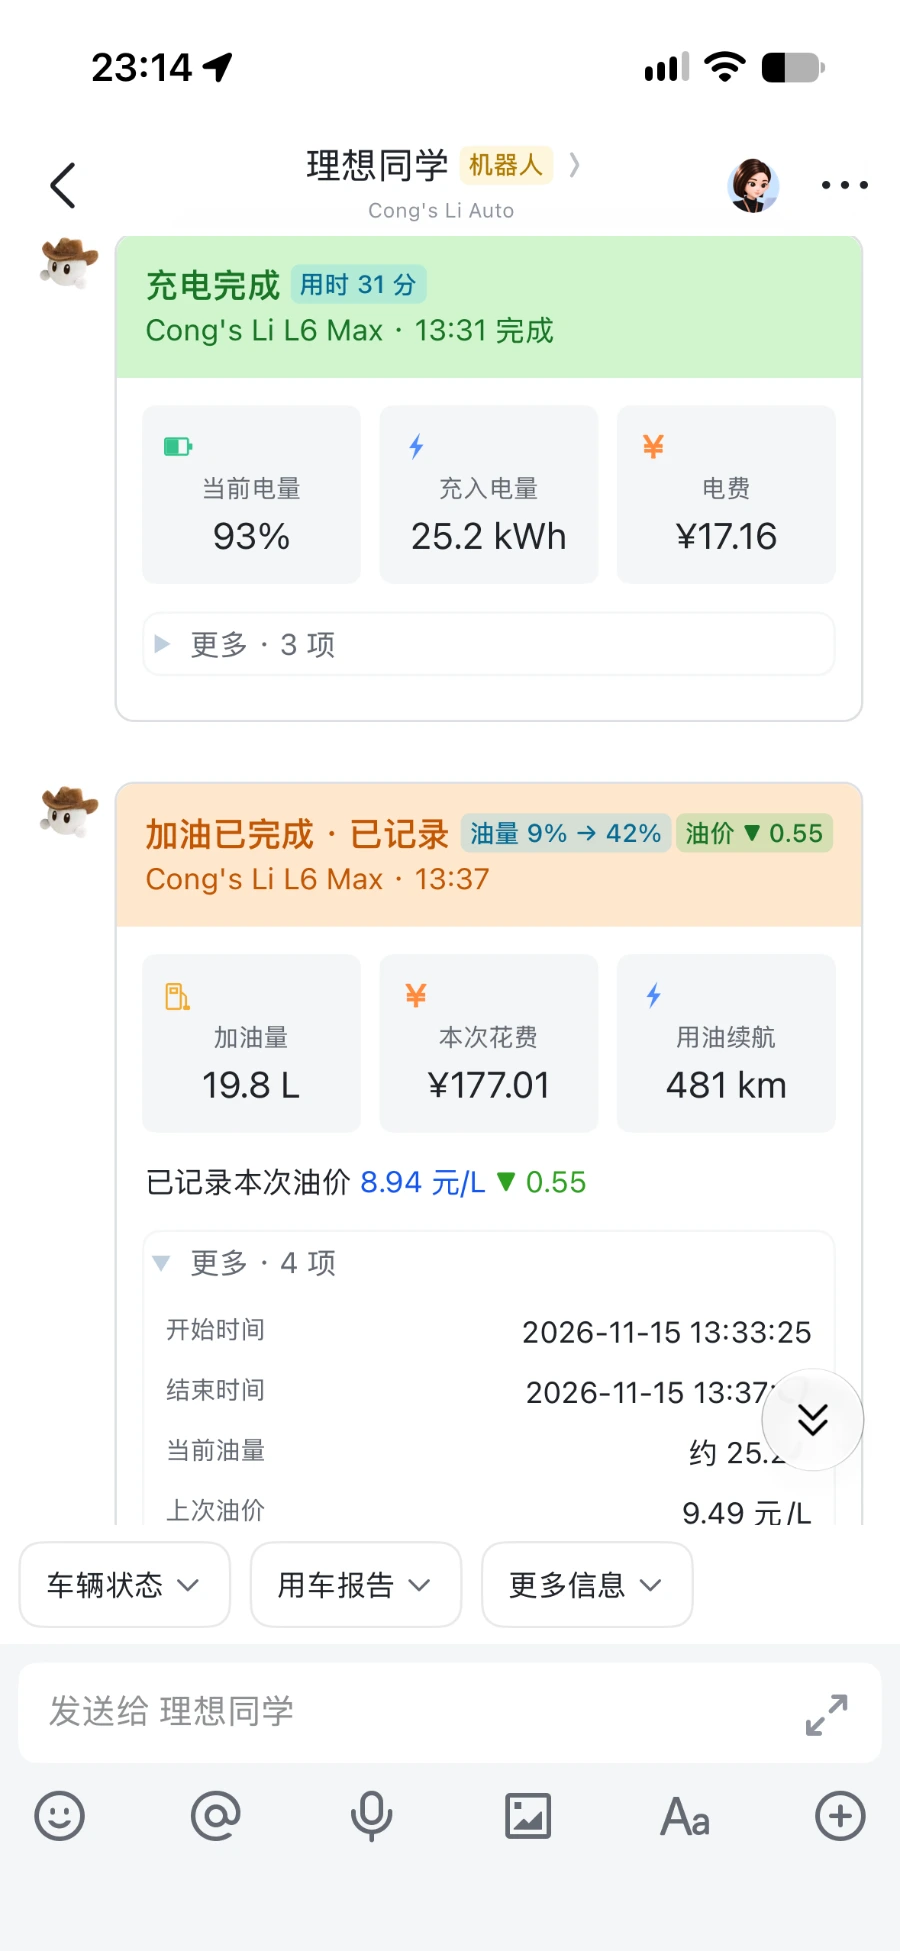 23:14
理想同学 机器人
Cong's Li Auto
充电完成 用时 31 分
Cong's Li L6 Max · 13:31 完成
当前电量 充入电量 电费
93% 25.2 kWh ¥17.16
更多 · 3 项
加油已完成 · 已记录 油量 9% → 42% 油价 ▼ 0.55
Cong's Li L6 Max · 13:37
加油量 本次花费 用油续航
19.8 L ¥177.01 481 km
已记录本次油价 8.94 元/L ▼ 0.55
更多 · 4 项
开始时间 2026-11-15 13:33:25
结束时间 2026-11-15 13:37:
当前油量 约 25.
上次油价 9.49 元/L
车辆状态 用车报告 更多信息
发送给 理想同学
Aa